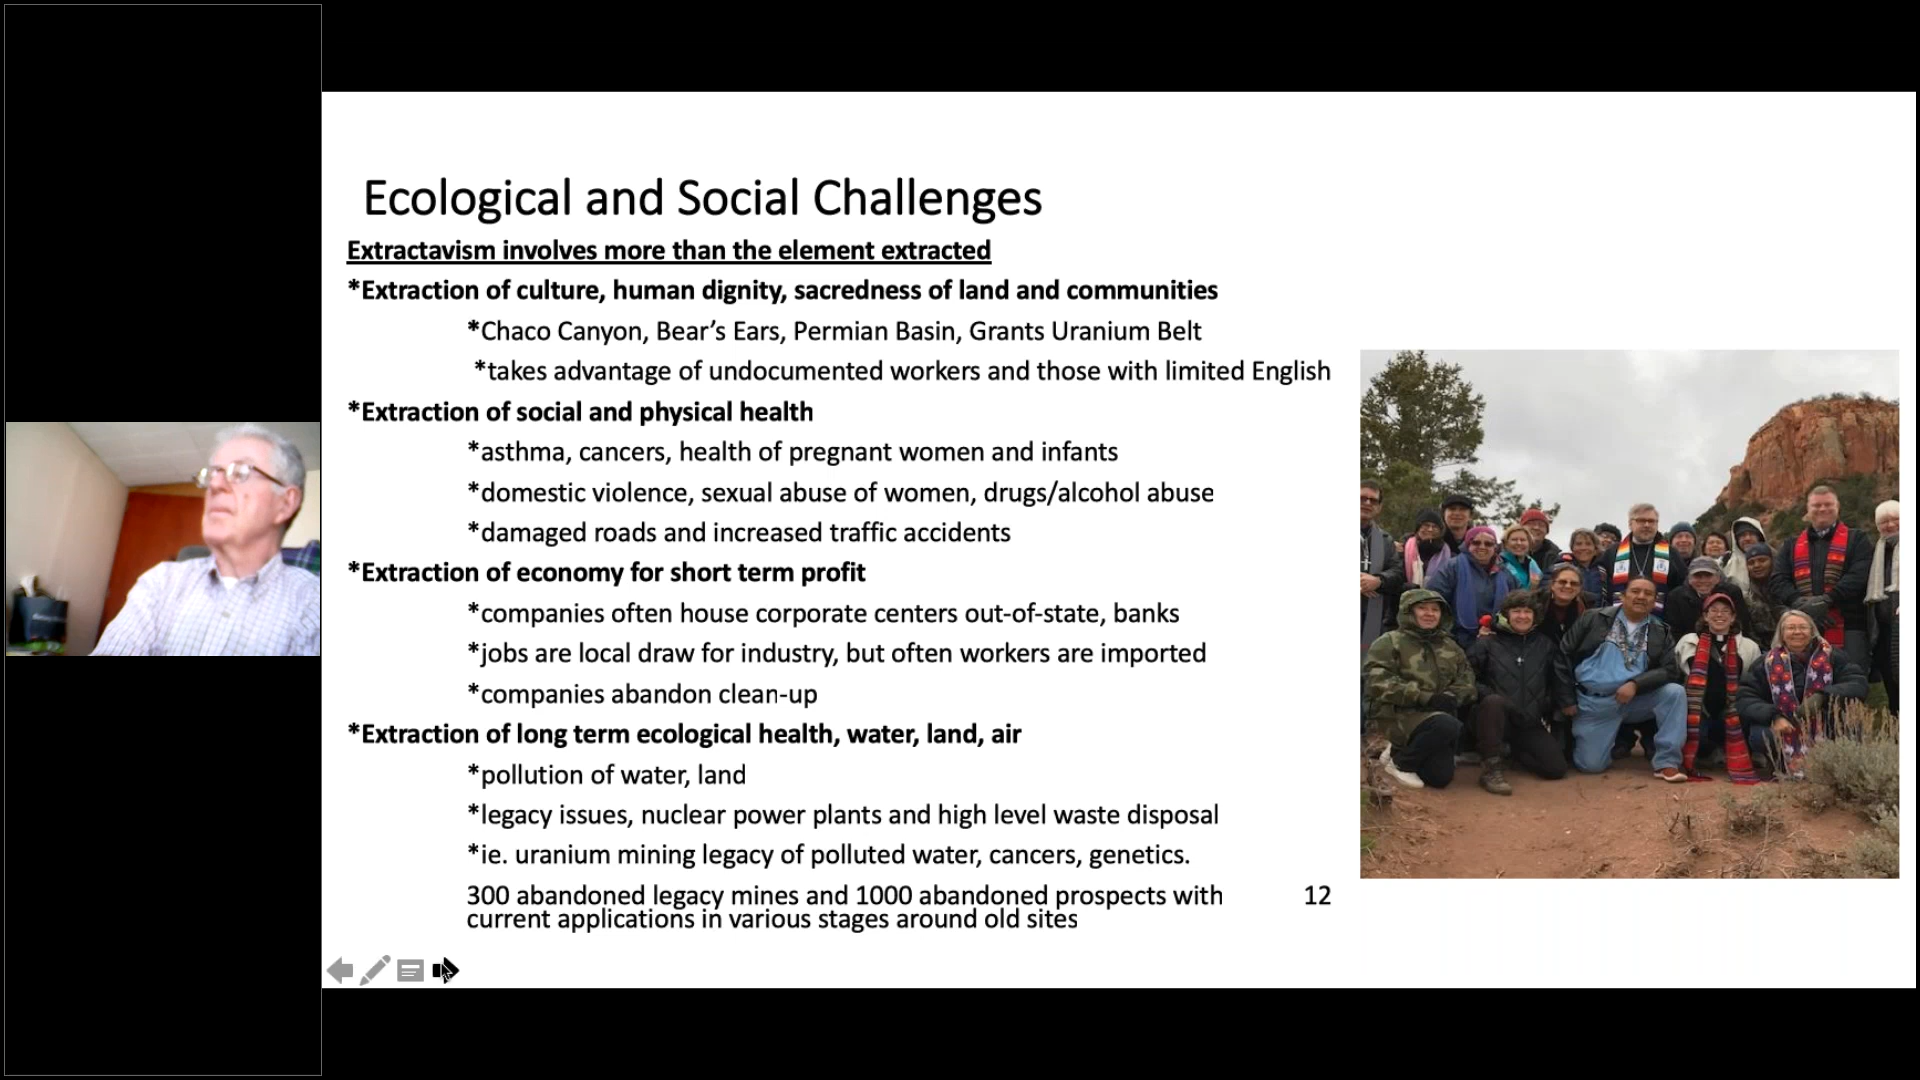 Ecological and Social Challenges
Extractavism involves more than the element extracted
*Extraction of culture, human dignity, sacredness of land and communities
*Chaco Canyon, Bear’s Ears, Permian Basin, Grants Uranium Belt
*takes advantage of undocumented workers and those with limited English
*Extraction of social and physical health
*asthma, cancers, health of pregnant women and infants
*domestic violence, sexual abuse of women, drugs/alcohol abuse
*damaged roads and increased traffic accidents
*Extraction of economy for short term profit
*companies often house corporate centers out-of-state, banks
*jobs are local draw for industry, but often workers are imported
*companies abandon clean-up
*Extraction of long term ecological health, water, land, air
*pollution of water, land
*legacy issues, nuclear power plants and high level waste disposal
*ie. uranium mining legacy of polluted water, cancers, genetics.
300 abandoned legacy mines and 1000 abandoned prospects with
current applications in various stages around old sites
12